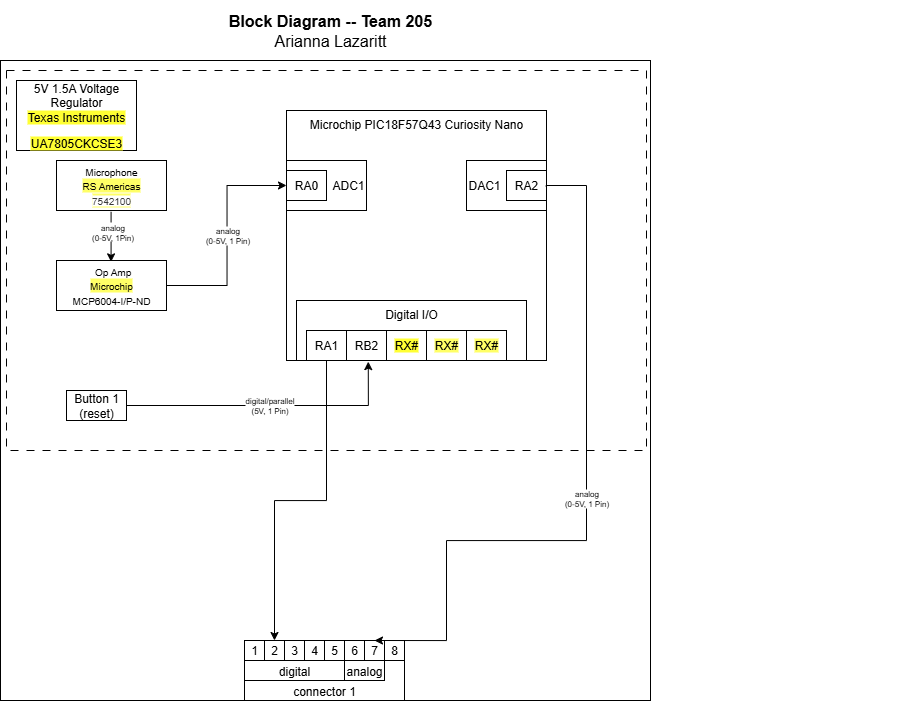 Block Diagram -- Team 205
Arianna Lazaritt
5V 1.5A Voltage
Regulator
Texas Instruments
UA7805CKCSE3
Microphone
RS Americas
7542100
analog
(0-5V, 1Pin)
Op Amp
Microchip
MCP6004-I/P-ND
analog
(0-5V, 1 Pin)
Microchip PIC18F57Q43 Curiosity Nano
RA0
ADC1
DAC1
RA2
Digital I/O
RA1
RB2
RX#
RX#
RX#
Button 1
(reset)
digital/parallel
(5V, 1 Pin)
analog
(0-5V, 1 Pin)
1 2 3 4 5 6 7 8
digital
analog
connector 1